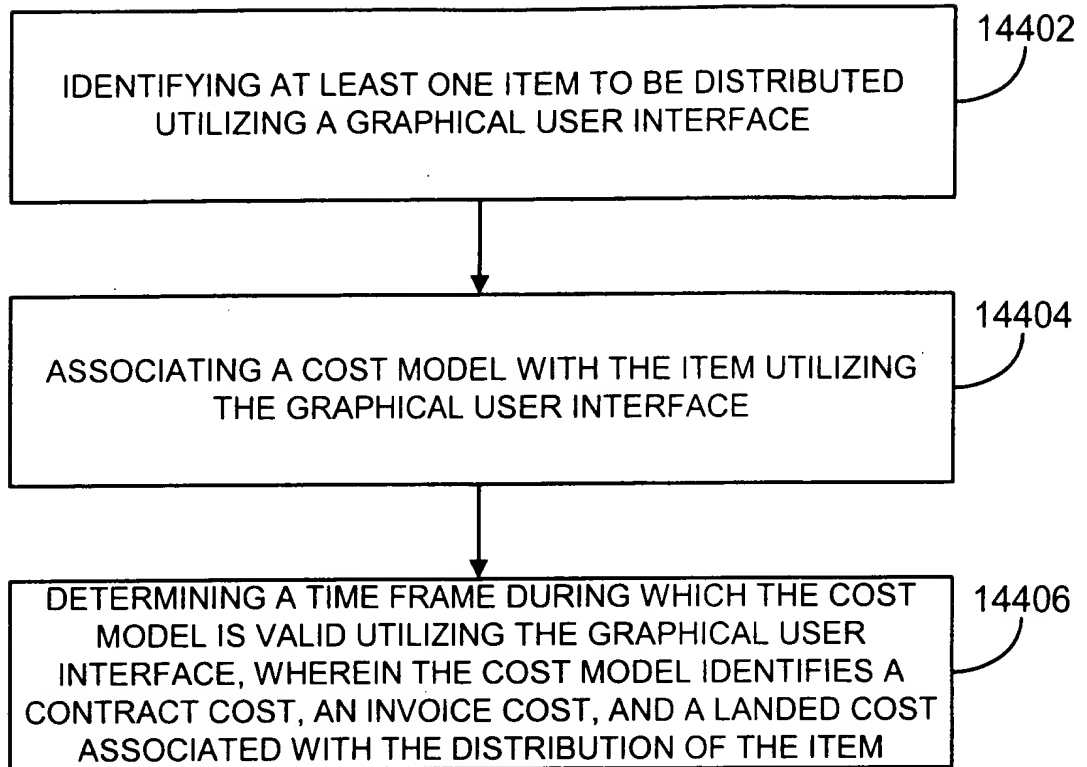 14402
IDENTIFYING AT LEAST ONE ITEM TO BE DISTRIBUTED
UTILIZING A GRAPHICAL USER INTERFACE
14404
ASSOCIATING A COST MODEL WITH THE ITEM UTILIZING
THE GRAPHICAL USER INTERFACE
14406
DETERMINING A TIME FRAME DURING WHICH THE COST
MODEL IS VALID UTILIZING THE GRAPHICAL USER
INTERFACE, WHEREIN THE COST MODEL IDENTIFIES A
CONTRACT COST, AN INVOICE COST, AND A LANDED COST
ASSOCIATED WITH THE DISTRIBUTION OF THE ITEM